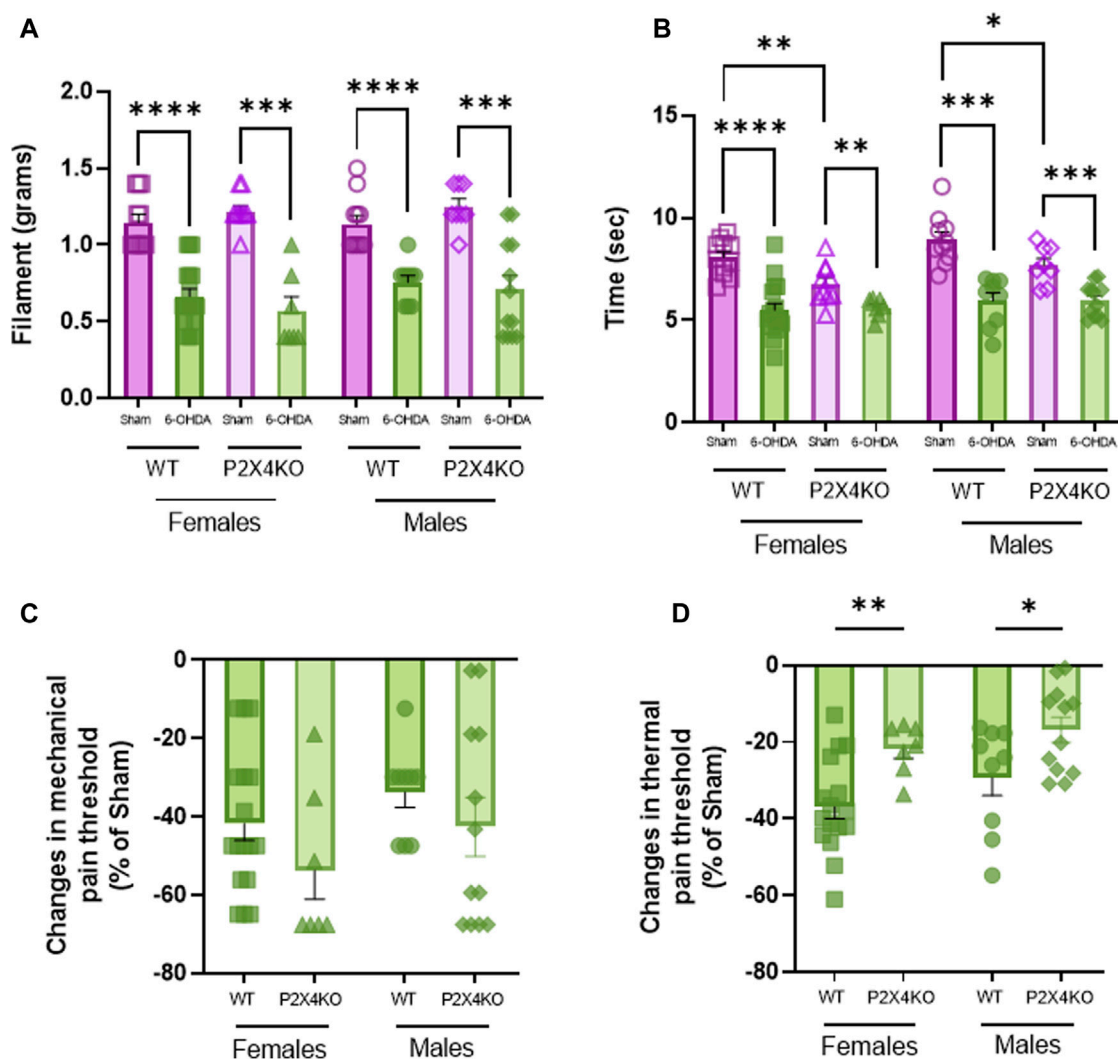 A
**** *** **** ***
Filament (grams)
2.0
1.5
1.0
0.5
0.0
Sham 6-OHDA Sham 6-OHDA Sham 6-OHDA Sham 6-OHDA
WT P2X4KO WT P2X4KO
Females Males
B
** *
**** ** *** ***
Time (sec)
15
10
5
0
Sham 6-OHDA Sham 6-OHDA Sham 6-OHDA Sham 6-OHDA
WT P2X4KO WT P2X4KO
Females Males
C
Changes in mechanical
pain threshold
(% of Sham)
0
-20
-40
-60
-80
WT P2X4KO WT P2X4KO
Females Males
D
** *
Changes in thermal
pain threshold
(% of Sham)
0
-20
-40
-60
-80
WT P2X4KO WT P2X4KO
Females Males